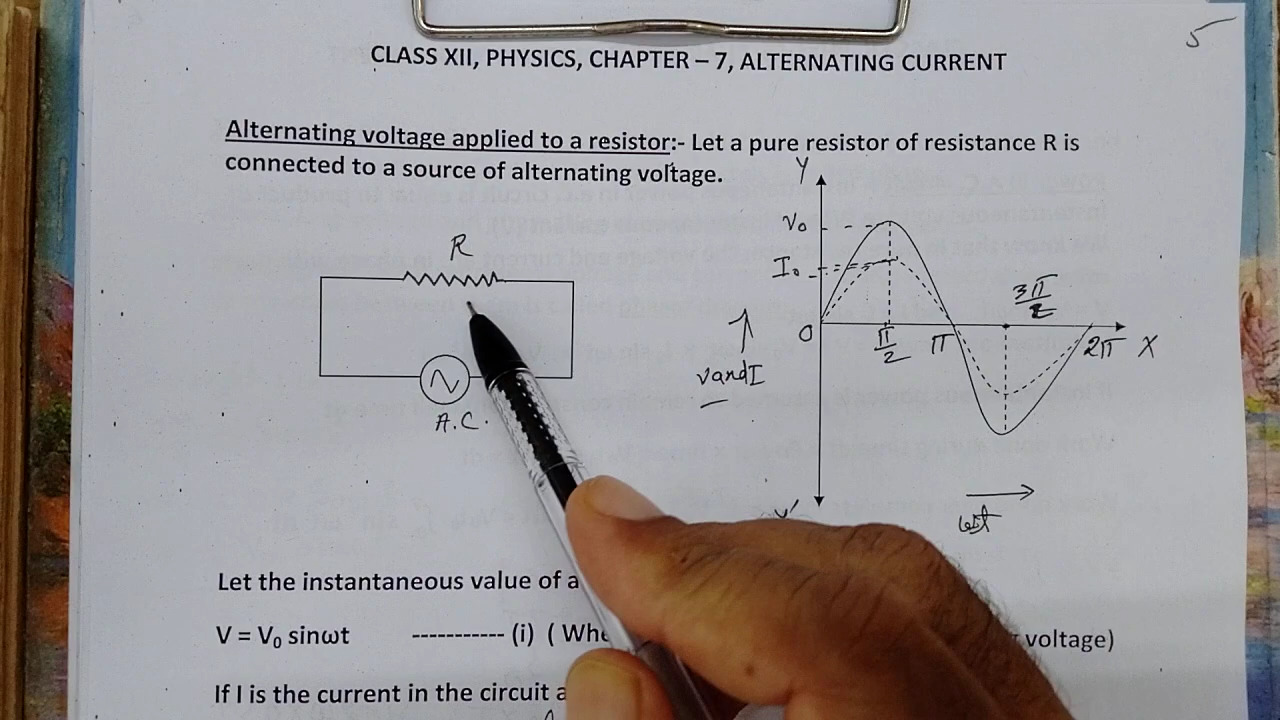 5
CLASS XII, PHYSICS, CHAPTER – 7, ALTERNATING CURRENT
Alternating voltage applied to a resistor:- Let a pure resistor of resistance R is
connected to a source of alternating voltage.
R
A.C.
Y
V₀
I₀
0
π/2
π
3π/2
2π
X
V and I
Y'
ωt
Let the instantaneous value of a
V = V₀ sinωt ----------- (i) ( Whe voltage)
If I is the current in the circuit a